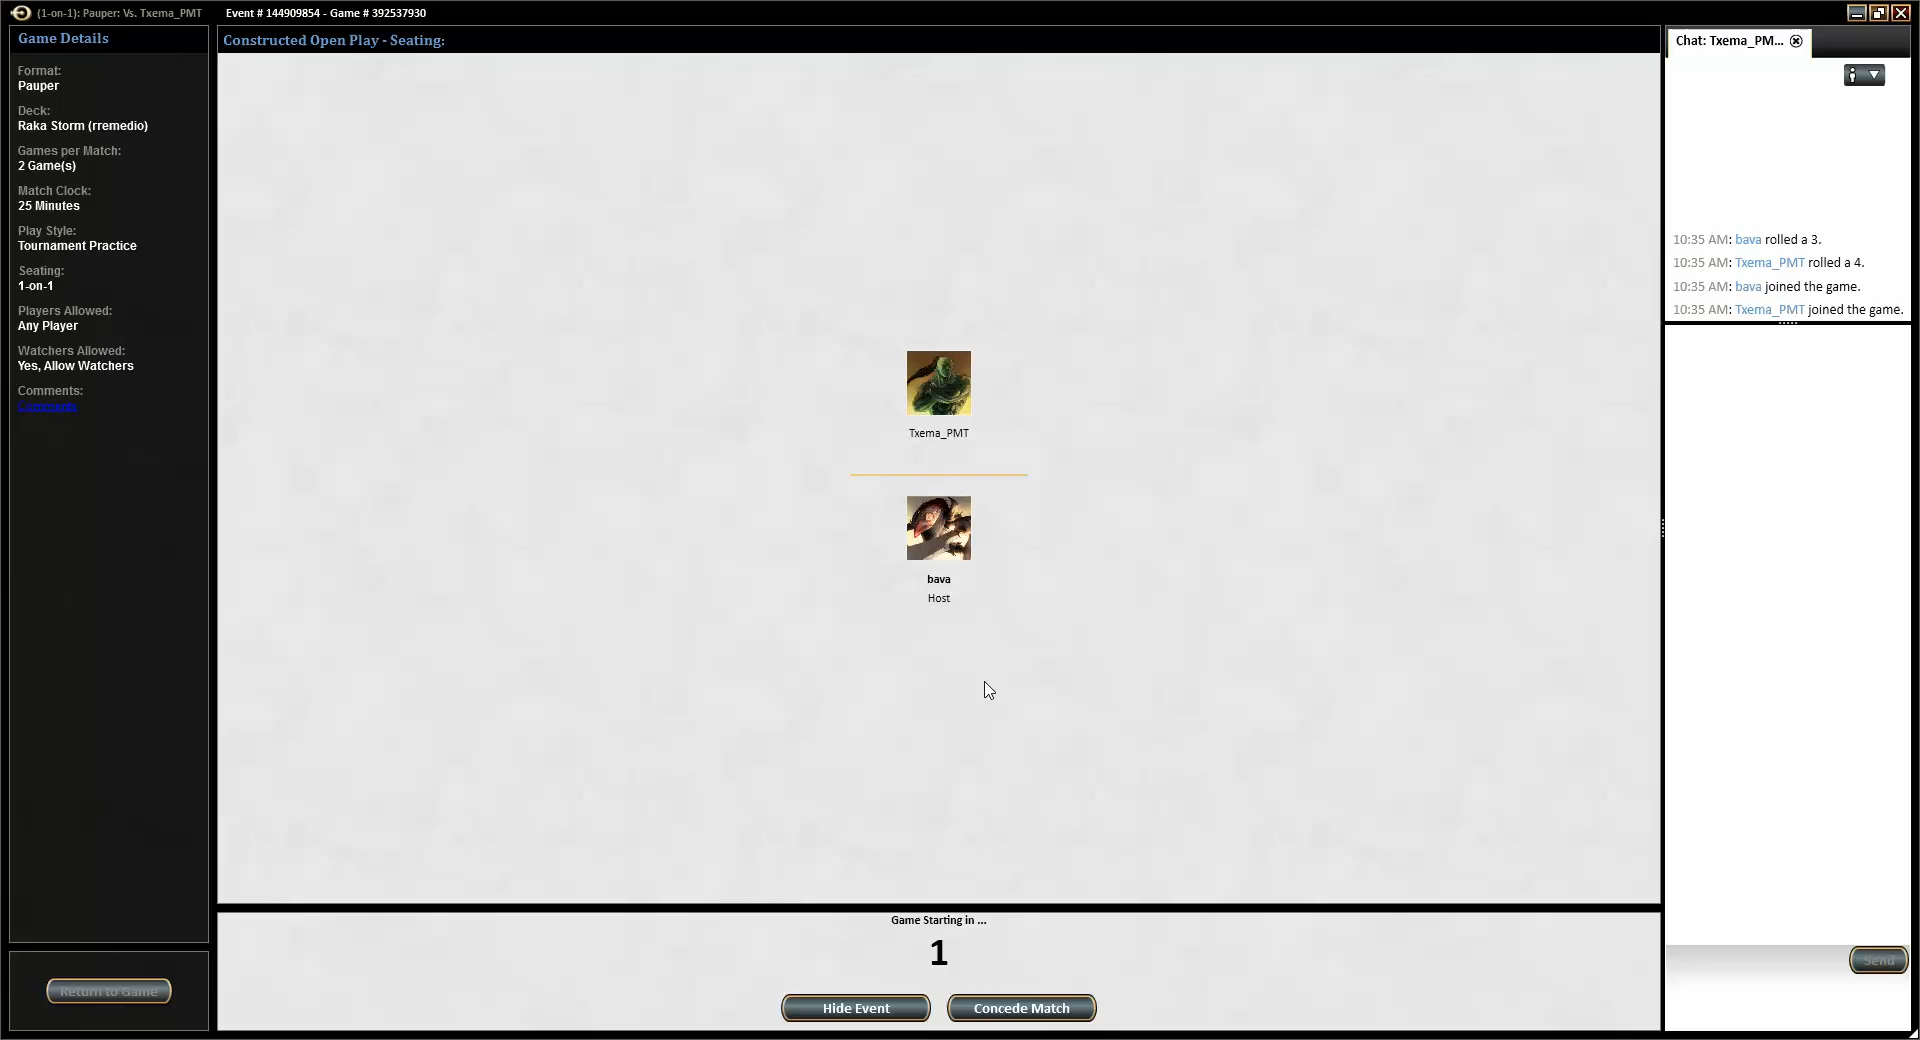 (1-on-1): Pauper: Vs. Txema_PMT
Event # 144909854 - Game # 392537930
Game Details
Format:
Pauper
Deck:
Raka Storm (rremedio)
Games per Match:
2 Game(s)
Match Clock:
25 Minutes
Play Style:
Tournament Practice
Seating:
1-on-1
Players Allowed:
Any Player
Watchers Allowed:
Yes, Allow Watchers
Comments:
Comments
Return to Game
Constructed Open Play - Seating:
Txema_PMT
bava
Host
Game Starting in ...
1
Hide Event
Concede Match
Chat: Txema_PM...
10:35 AM: bava rolled a 3.
10:35 AM: Txema_PMT rolled a 4.
10:35 AM: bava joined the game.
10:35 AM: Txema_PMT joined the game.
Send